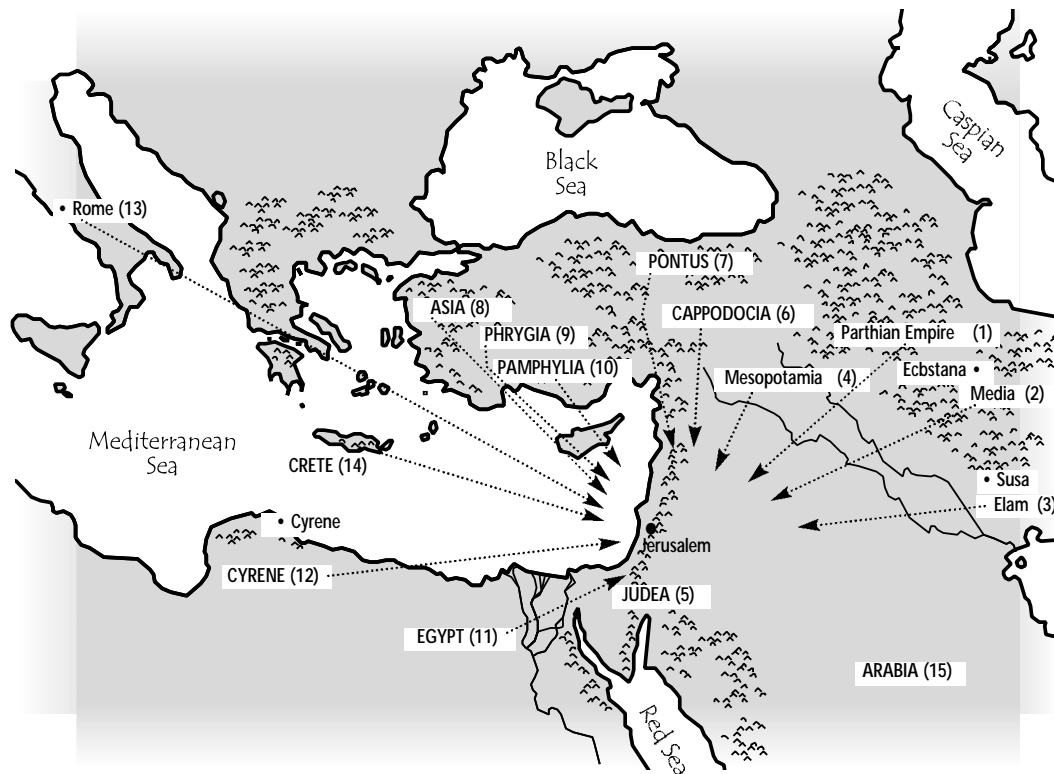 Caspian
Sea
Black
Sea
• Rome (13)
PONTUS (7)
ASIA (8)
CAPPODOCIA (6)
PHRYGIA (9)
Parthian Empire (1)
PAMPHYLIA (10)
Mesopotamia (4)
Ecbstana •
Media (2)
Mediterranean
Sea
CRETE (14)
• Susa
Elam (3)
• Cyrene
Jerusalem
CYRENE (12)
JUDEA (5)
EGYPT (11)
ARABIA (15)
Red Sea